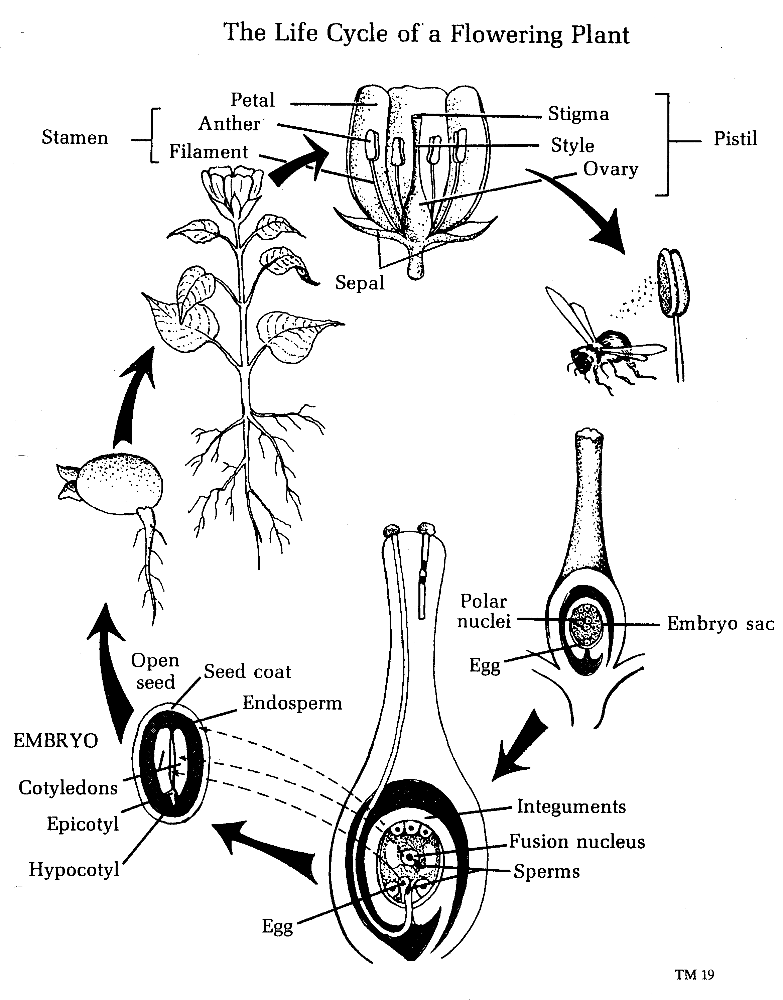 The Life Cycle of a Flowering Plant
Petal
Anther
Filament
Stamen
Stigma
Style
Ovary
Pistil
Sepal
Polar
nuclei
Embryo sac
Egg
Open
seed
Seed coat
Endosperm
EMBRYO
Cotyledons
Epicotyl
Hypocotyl
Integuments
Fusion nucleus
Sperms
Egg
TM 19